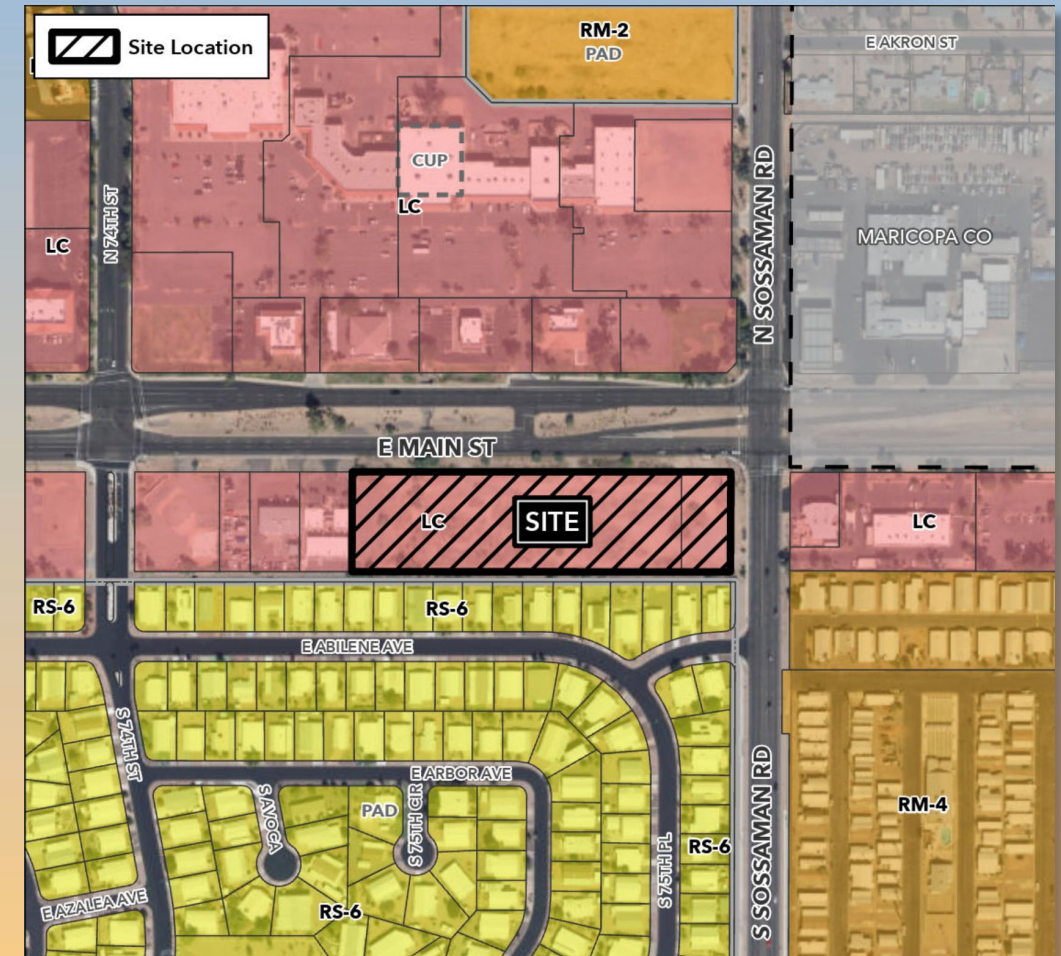 Site Location
RM-2
PAD
E AKRON ST
N 74TH ST
CUP
LC
LC
N SOSSAMAN RD
MARICOPA CO
E MAIN ST
LC
SITE
LC
RS-6
RS-6
E ABILENE AVE
S 74TH ST
E ARBOR AVE
S AVOCA
PAD
S 75TH CIR
S 75TH PL
RS-6
S SOSSAMAN RD
RM-4
E AZALEA AVE
RS-6